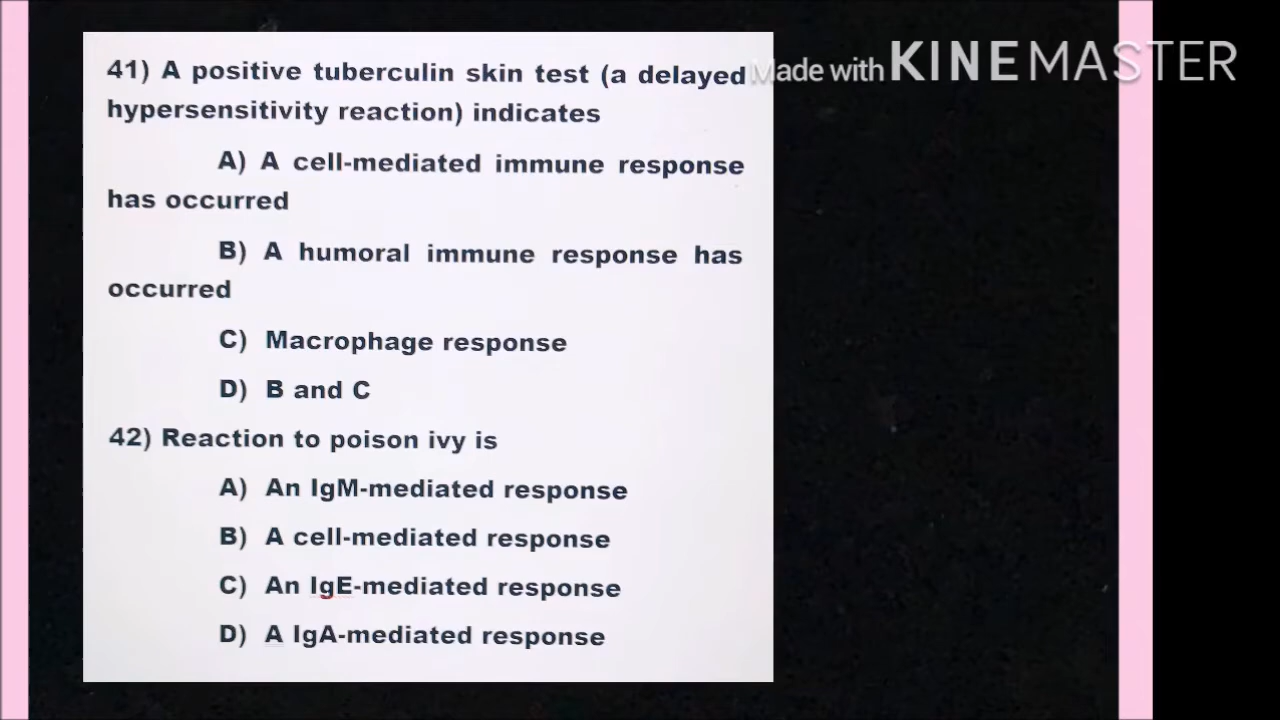 41) A positive tuberculin skin test (a delayed
hypersensitivity reaction) indicates
A) A cell-mediated immune response
has occurred
B) A humoral immune response has
occurred
C) Macrophage response
D) B and C
42) Reaction to poison ivy is
A) An IgM-mediated response
B) A cell-mediated response
C) An IgE-mediated response
D) A IgA-mediated response
Made with KINEMASTER